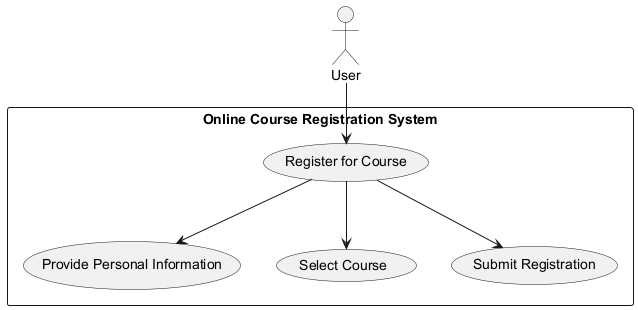 User
Online Course Registration System
Register for Course
Provide Personal Information
Select Course
Submit Registration